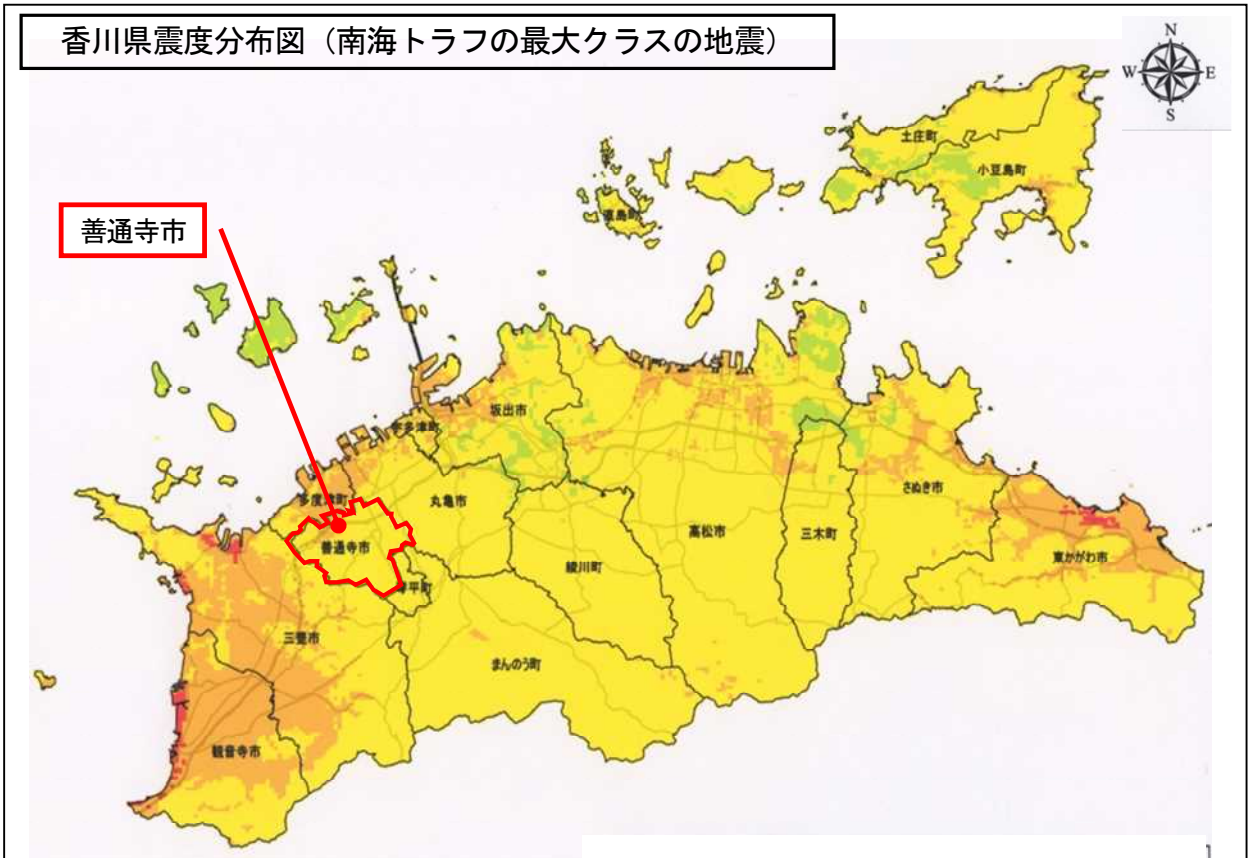 香川県震度分布図（南海トラフの最大クラスの地震）
N
W
E
S
土庄町
小豆島町
直島町
善通寺市
坂出市
宇多津町
多度津町
丸亀市
さぬき市
善通寺市
高松市
三木町
綾川町
東かがわ市
琴平町
三豊市
まんのう町
観音寺市